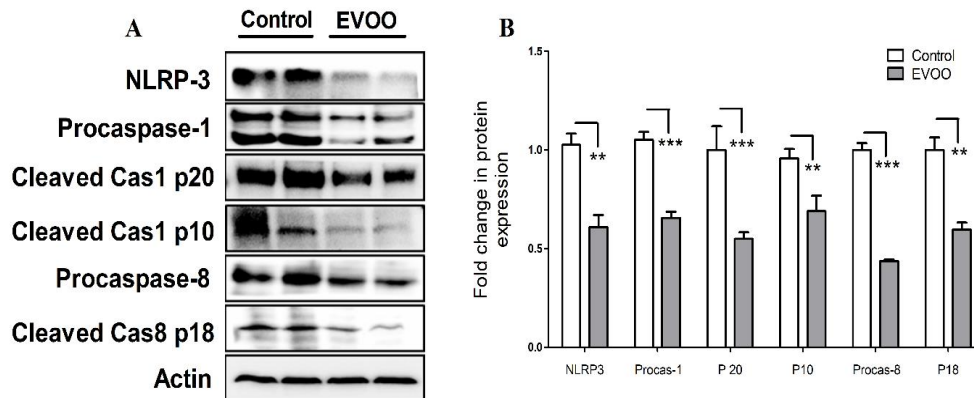 A
Control EVOO
NLRP-3
Procaspase-1
Cleaved Cas1 p20
Cleaved Cas1 p10
Procaspase-8
Cleaved Cas8 p18
Actin
B
Control
EVOO
Fold change in protein
expression
1.5
1.0
0.5
0.0
** *** *** ** *** **
NLRP3 Procas-1 P 20 P10 Procas-8 P18